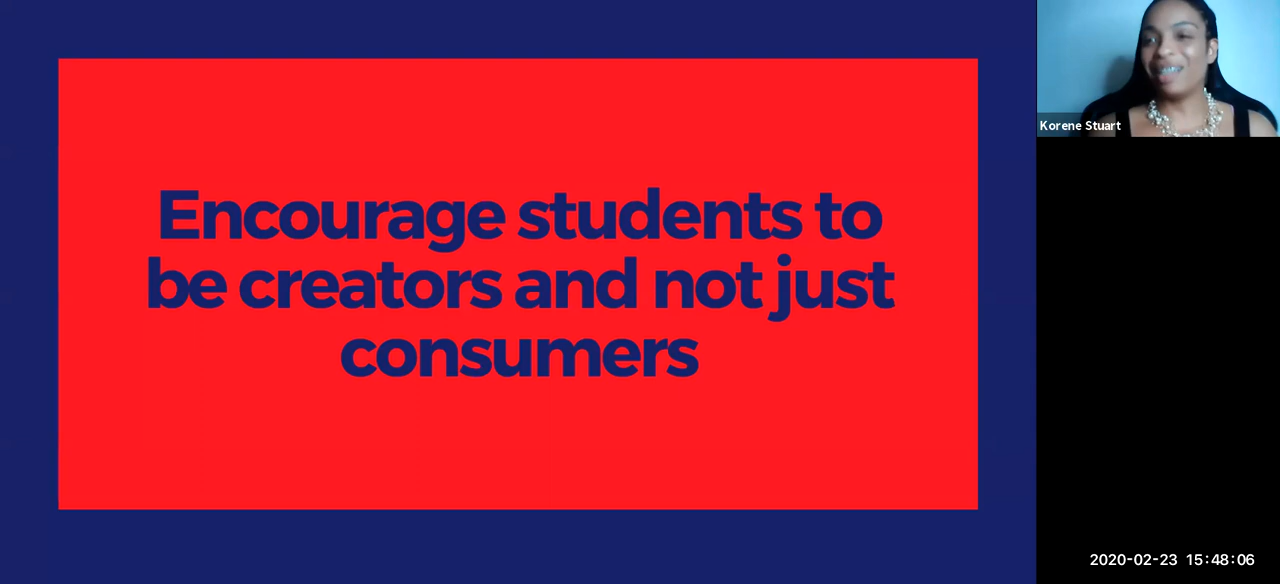 Encourage students to
be creators and not just
consumers
Korene Stuart
2020-02-23 15:48:06